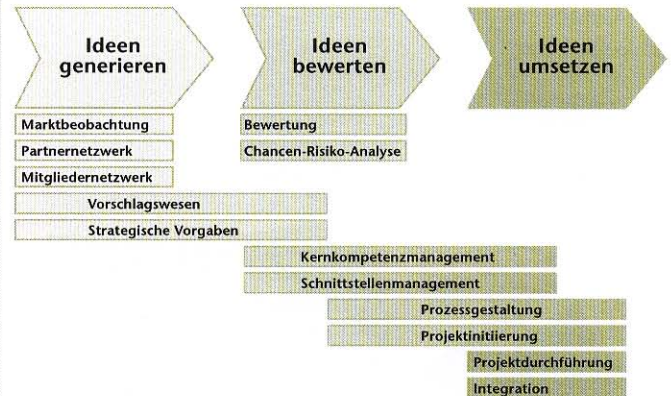 Ideen
generieren
Ideen
bewerten
Ideen
umsetzen
Marktbeobachtung
Bewertung
Partnernetzwerk
Chancen-Risiko-Analyse
Mitgliedernetzwerk
Vorschlagswesen
Strategische Vorgaben
Kernkompetenzmanagement
Schnittstellenmanagement
Prozessgestaltung
Projektinitiierung
Projektdurchführung
Integration